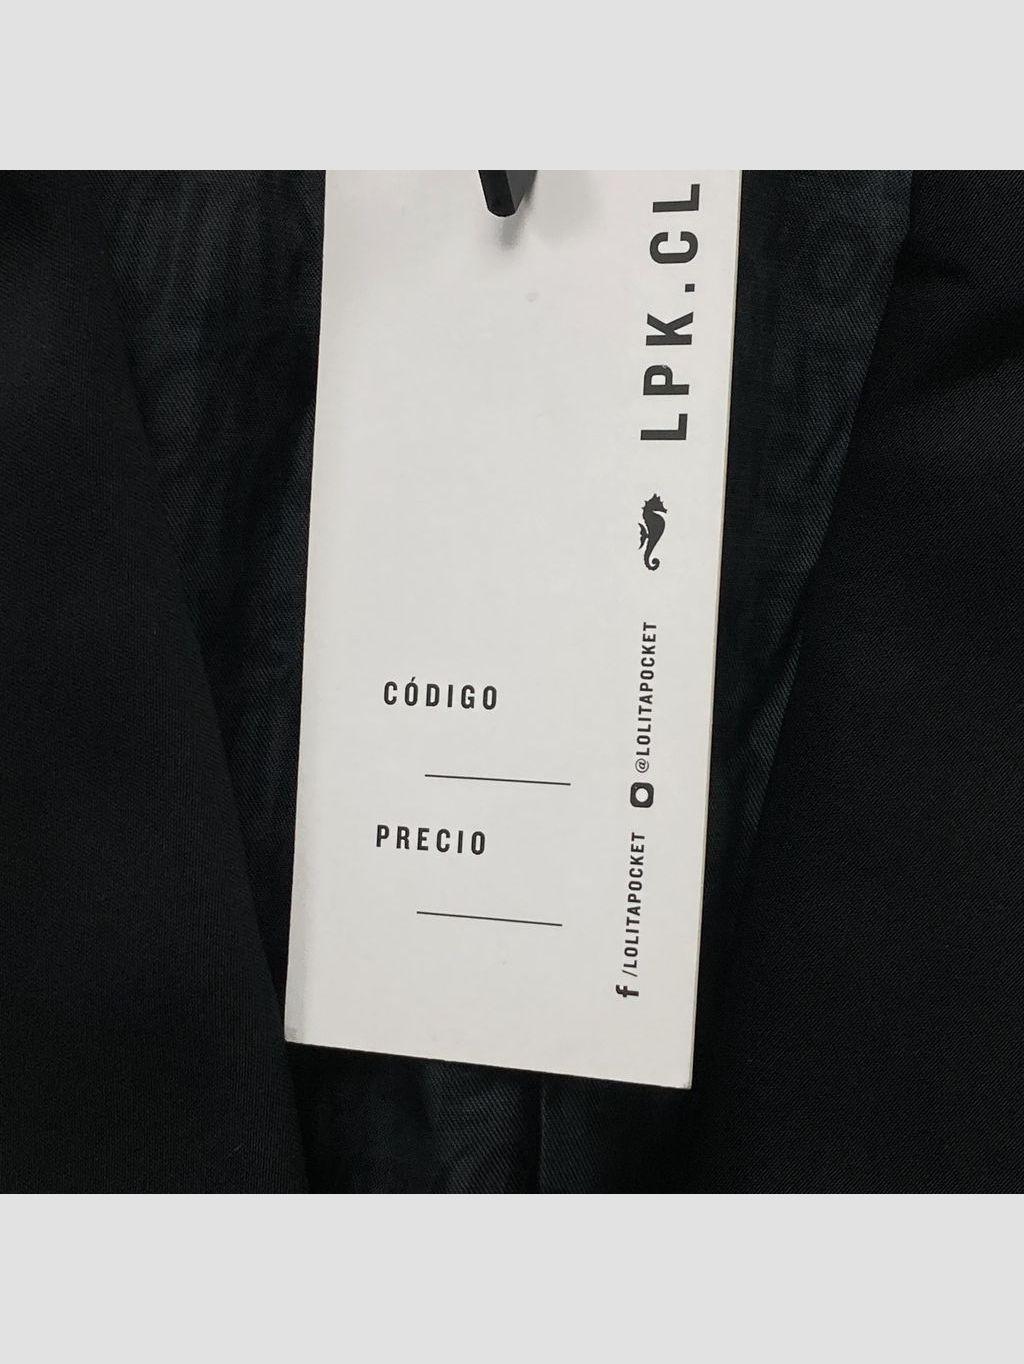 LPK.CL
@LOLITAPOCKET
f /LOLITAPOCKET
CÓDIGO
PRECIO